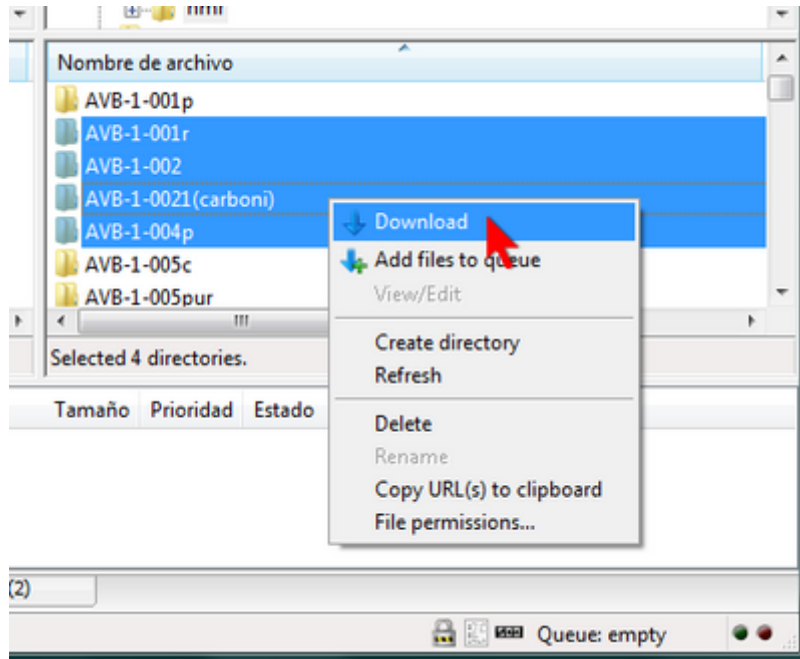 nmr
Nombre de archivo
AVB-1-001p
AVB-1-001r
AVB-1-002
AVB-1-0021(carboni)
AVB-1-004p
AVB-1-005c
AVB-1-005pur
Download
Add files to queue
View/Edit
Create directory
Refresh
Delete
Rename
Copy URL(s) to clipboard
File permissions...
Selected 4 directories.
Tamaño Prioridad Estado
(2)
Queue: empty